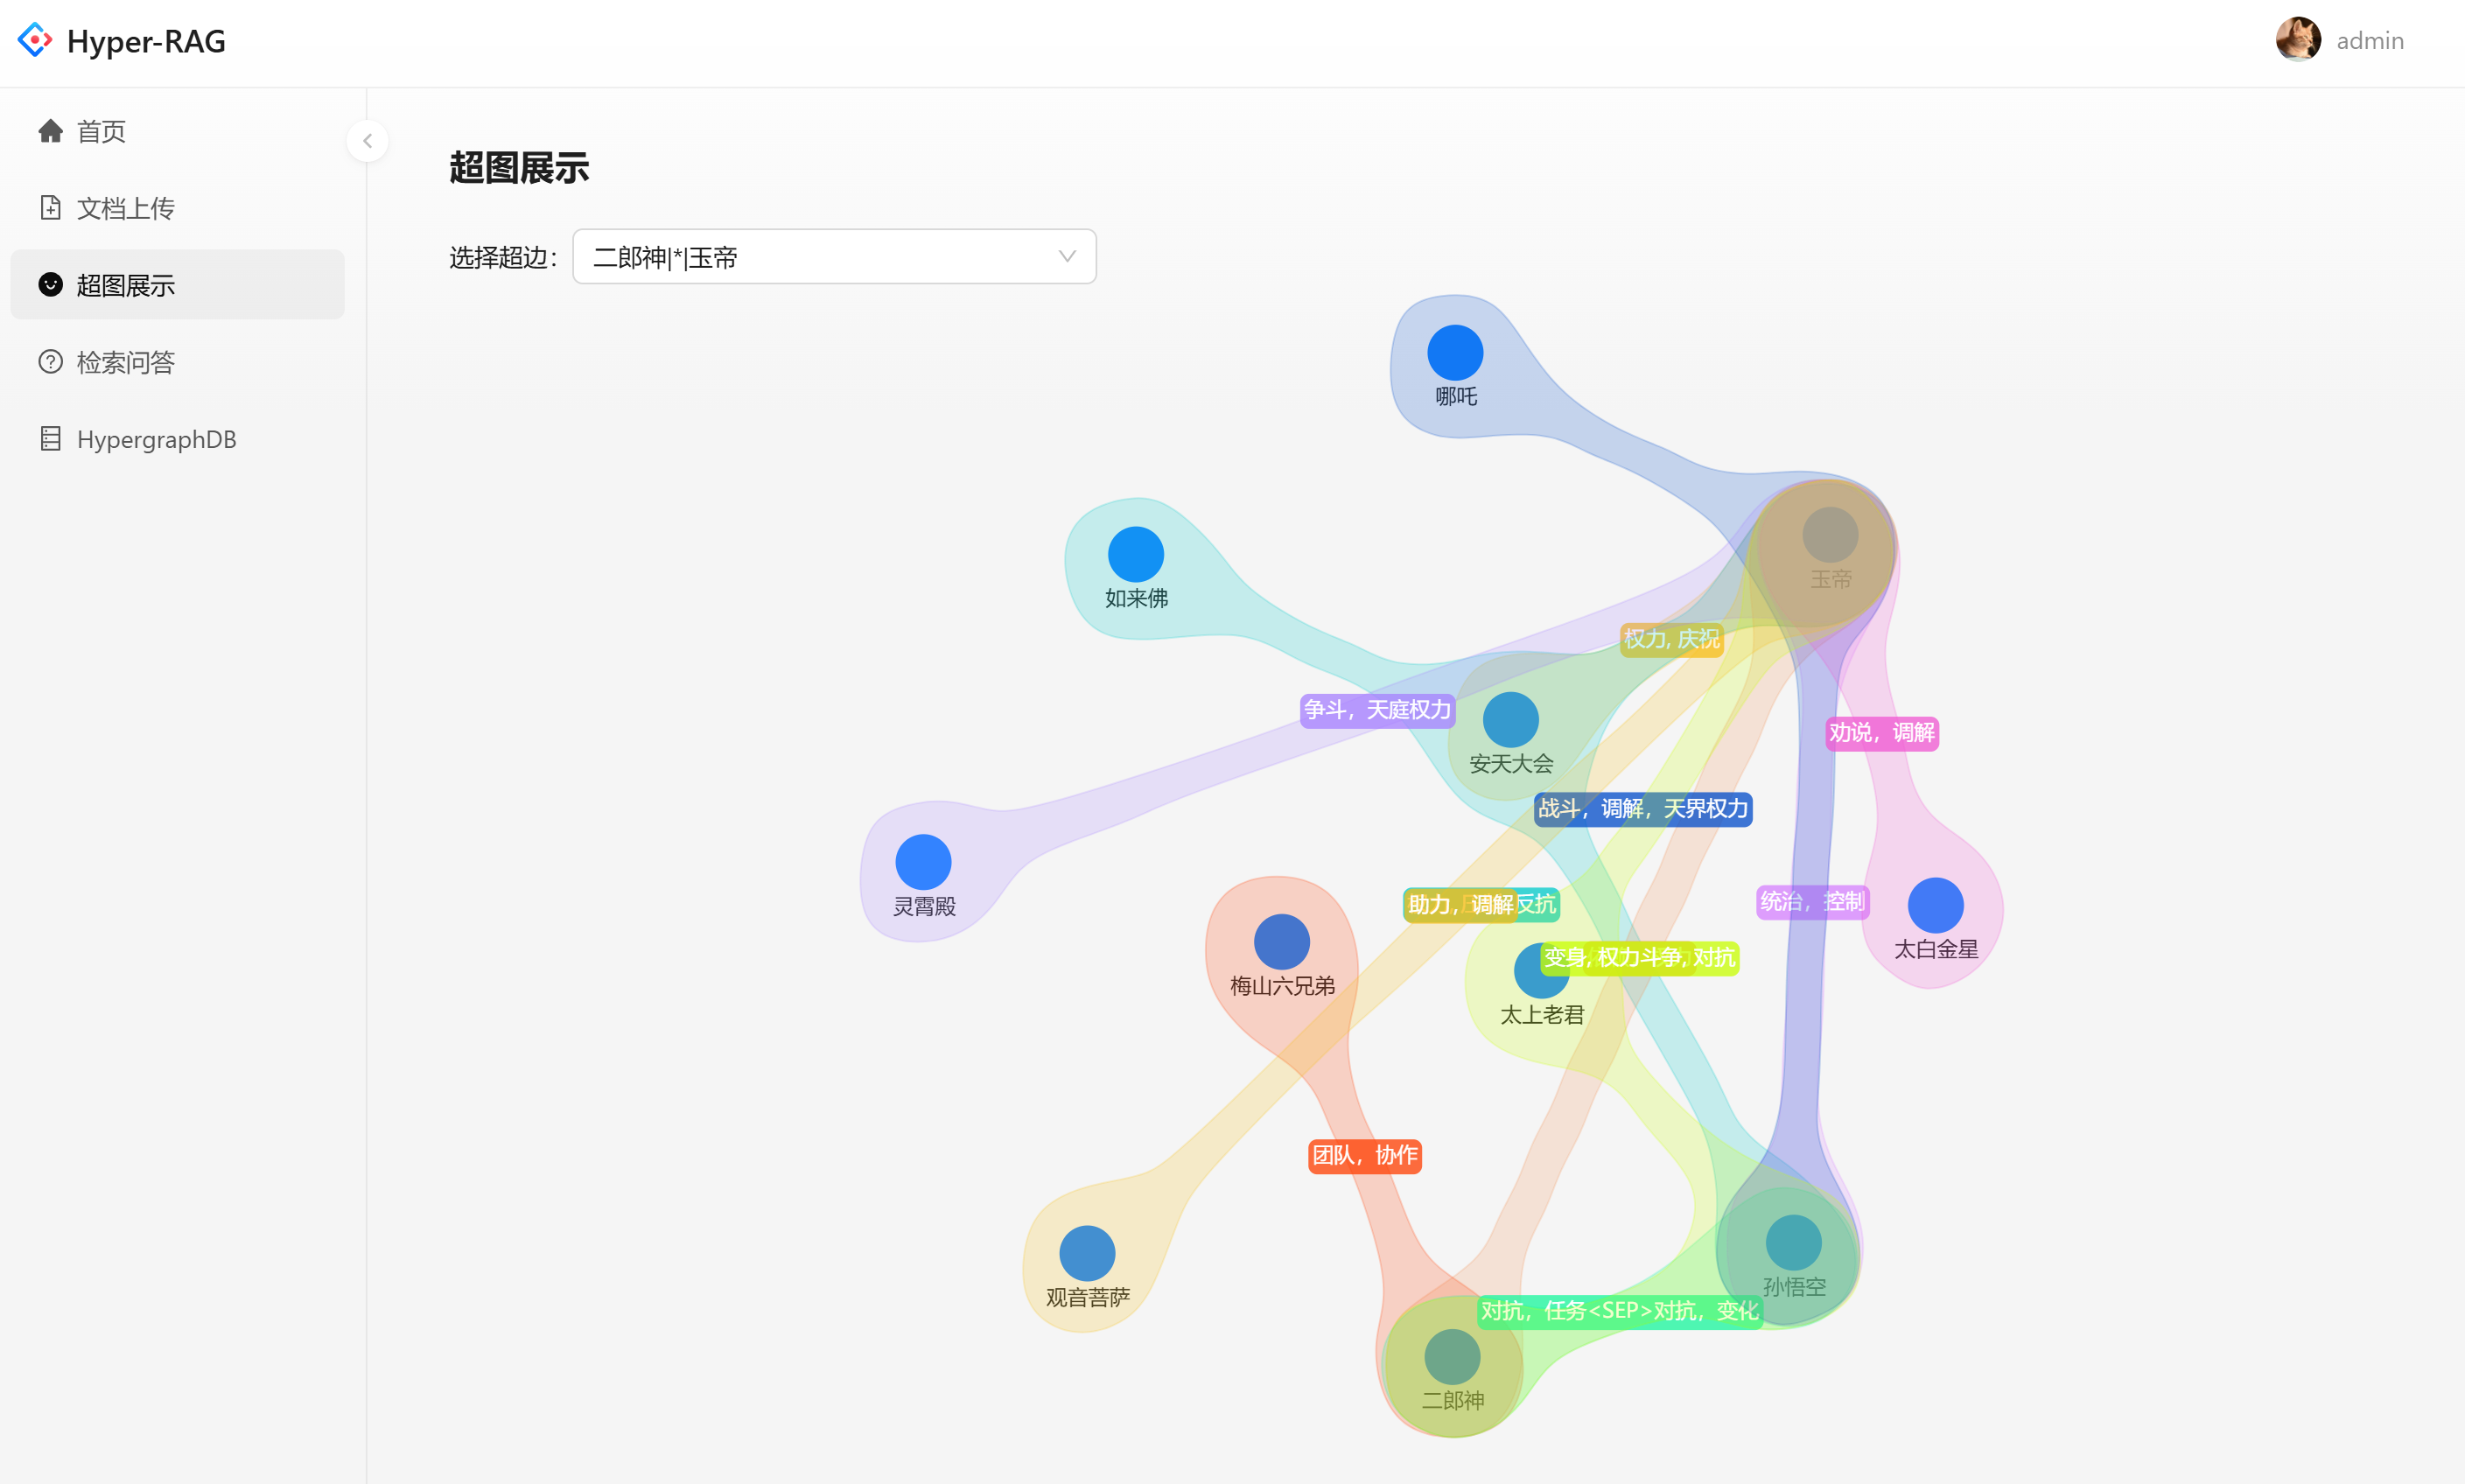 Hyper-RAG
admin
首页
文档上传
超图展示
检索问答
HypergraphDB
超图展示
选择超边：
二郎神|*|玉帝
哪吒
玉帝
如来佛
权力, 庆祝
争斗，天庭权力
劝说，调解
安天大会
战斗，调解，天界权力
灵霄殿
统治，控制
助力，调解
反抗
太白金星
梅山六兄弟
变身, 权力斗争, 对抗
太上老君
团队，协作
孙悟空
观音菩萨
对抗，任务<SEP>对抗，变化
二郎神